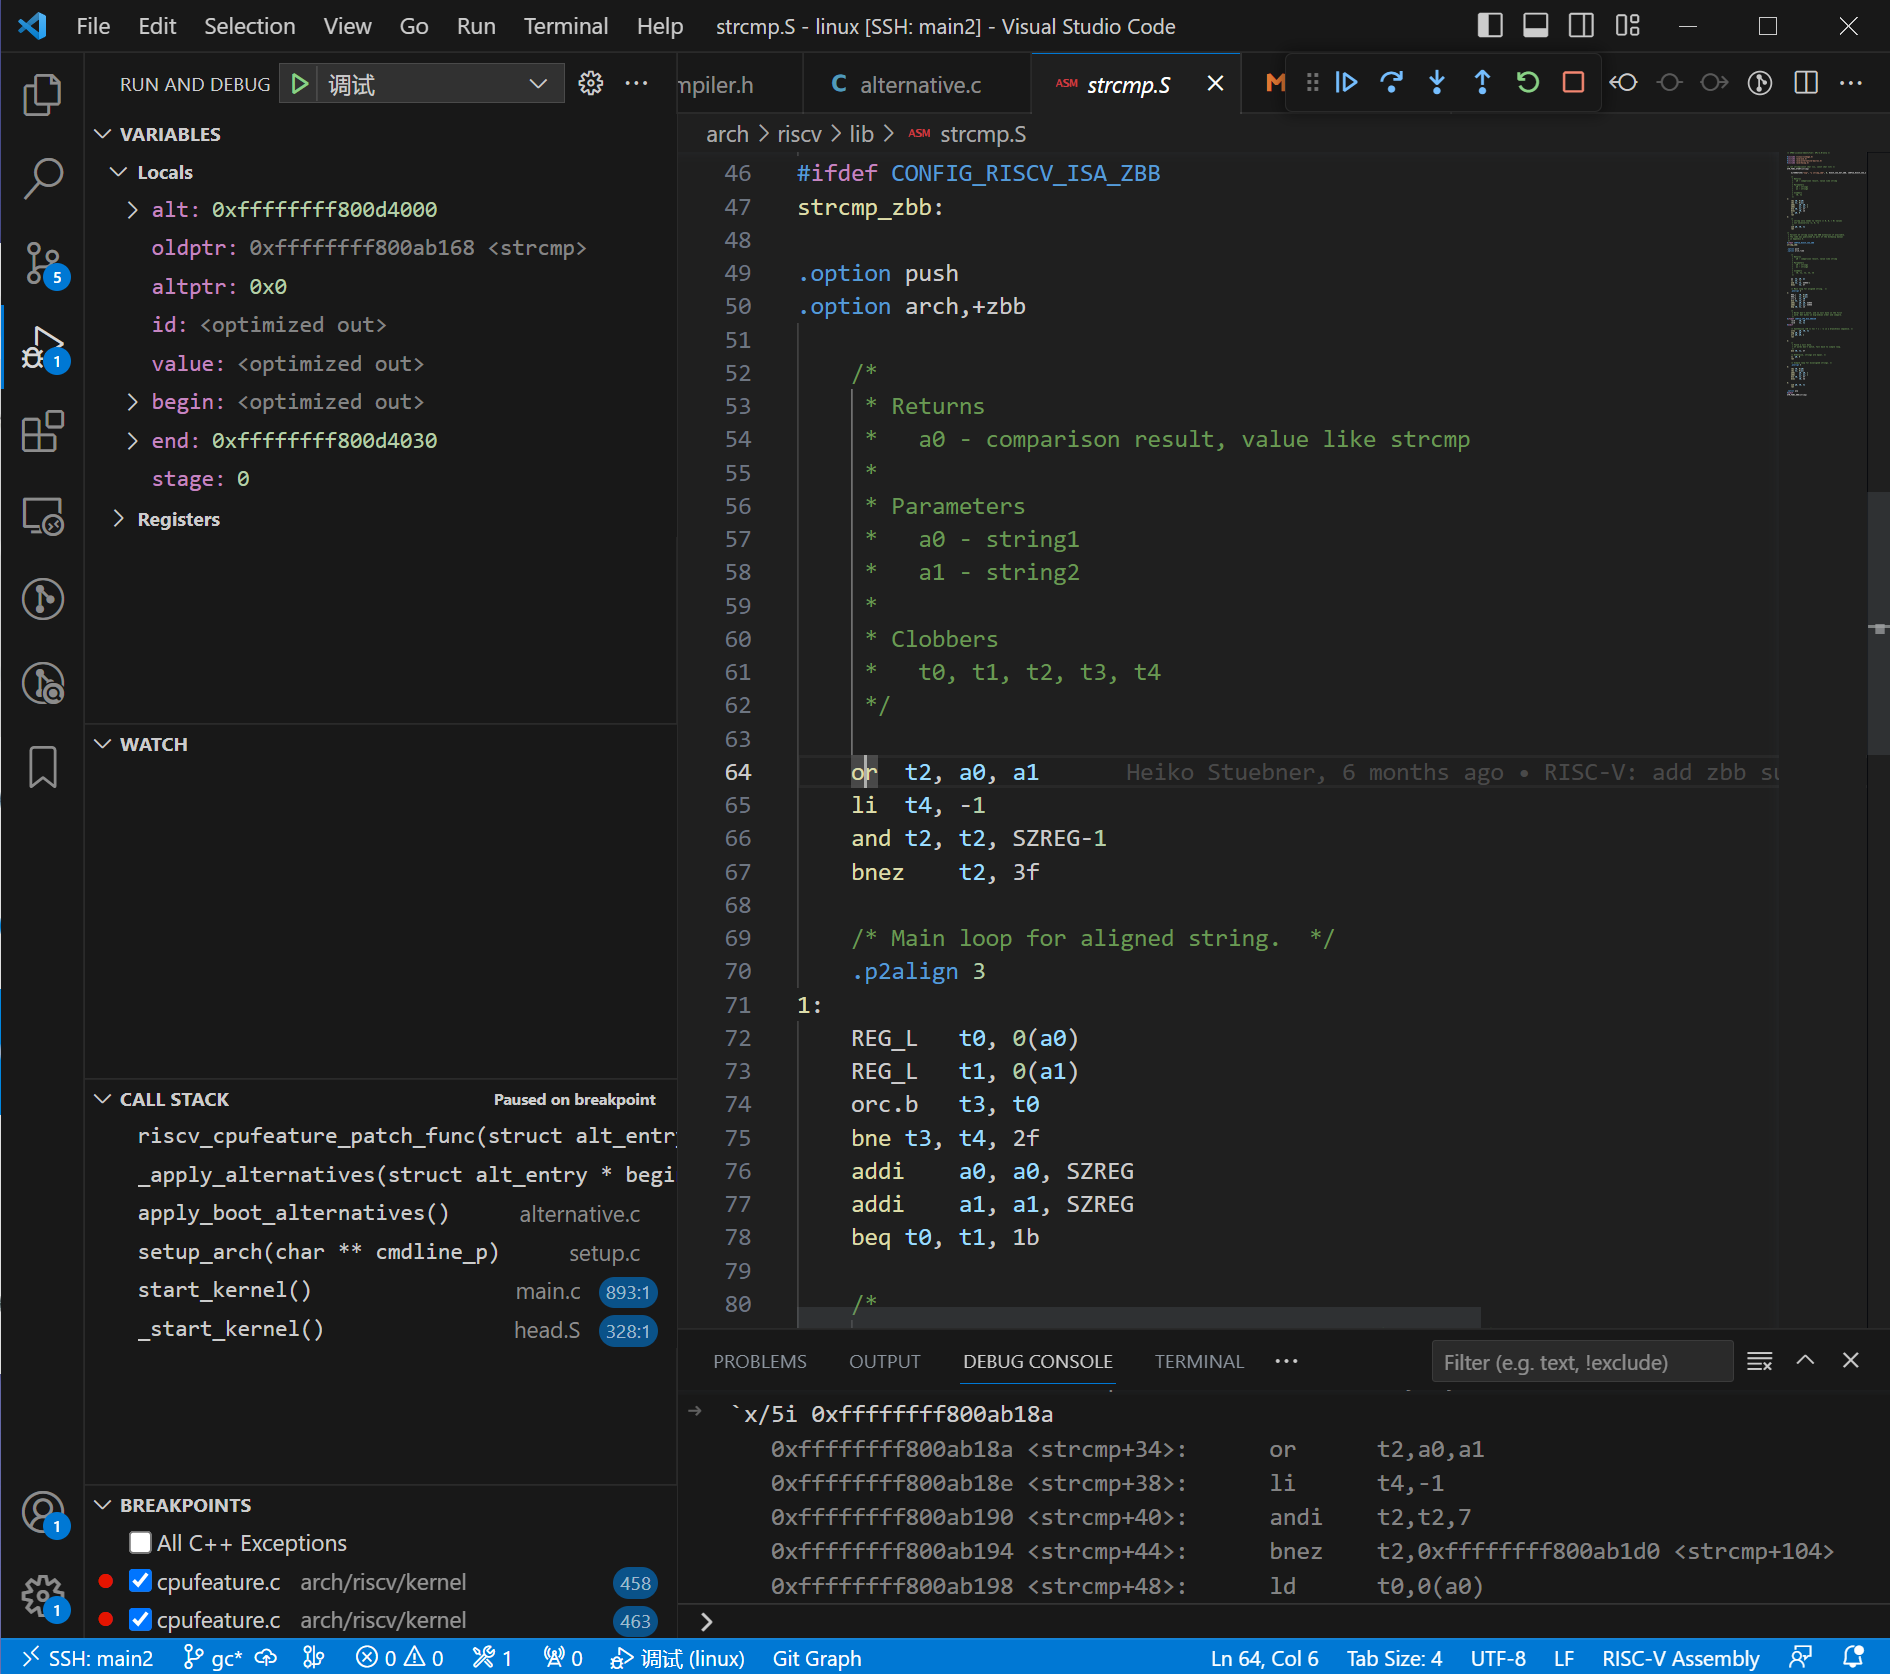 File Edit Selection View Go Run Terminal Help strcmp.S - linux [SSH: main2] - Visual Studio Code
RUN AND DEBUG 调试
VARIABLES
Locals
alt: 0xffffffff800d4000
oldptr: 0xffffffff800ab168 <strcmp>
altptr: 0x0
id: <optimized out>
value: <optimized out>
begin: <optimized out>
end: 0xffffffff800d4030
stage: 0
Registers
5
1
WATCH
CALL STACK Paused on breakpoint
riscv_cpufeature_patch_func(struct alt_entry
_apply_alternatives(struct alt_entry * begi
apply_boot_alternatives() alternative.c
setup_arch(char ** cmdline_p) setup.c
start_kernel() main.c 893:1
_start_kernel() head.S 328:1
BREAKPOINTS
All C++ Exceptions
cpufeature.c arch/riscv/kernel 458
cpufeature.c arch/riscv/kernel 463
1
1
mpiler.h C alternative.c ASM strcmp.S M
arch > riscv > lib > ASM strcmp.S
46 #ifdef CONFIG_RISCV_ISA_ZBB
47 strcmp_zbb:
48
49 .option push
50 .option arch,+zbb
51
52 /*
53 * Returns
54 * a0 - comparison result, value like strcmp
55 *
56 * Parameters
57 * a0 - string1
58 * a1 - string2
59 *
60 * Clobbers
61 * t0, t1, t2, t3, t4
62 */
63
64 or t2, a0, a1 Heiko Stuebner, 6 months ago • RISC-V: add zbb su
65 li t4, -1
66 and t2, t2, SZREG-1
67 bnez t2, 3f
68
69 /* Main loop for aligned string. */
70 .p2align 3
71 1:
72 REG_L t0, 0(a0)
73 REG_L t1, 0(a1)
74 orc.b t3, t0
75 bne t3, t4, 2f
76 addi a0, a0, SZREG
77 addi a1, a1, SZREG
78 beq t0, t1, 1b
79
80 /*
PROBLEMS OUTPUT DEBUG CONSOLE TERMINAL Filter (e.g. text, !exclude)
`x/5i 0xffffffff800ab18a
0xffffffff800ab18a <strcmp+34>: or t2,a0,a1
0xffffffff800ab18e <strcmp+38>: li t4,-1
0xffffffff800ab190 <strcmp+40>: andi t2,t2,7
0xffffffff800ab194 <strcmp+44>: bnez t2,0xffffffff800ab1d0 <strcmp+104>
0xffffffff800ab198 <strcmp+48>: ld t0,0(a0)
SSH: main2 gc* 0 0 1 0 调试 (linux) Git Graph Ln 64, Col 6 Tab Size: 4 UTF-8 LF RISC-V Assembly